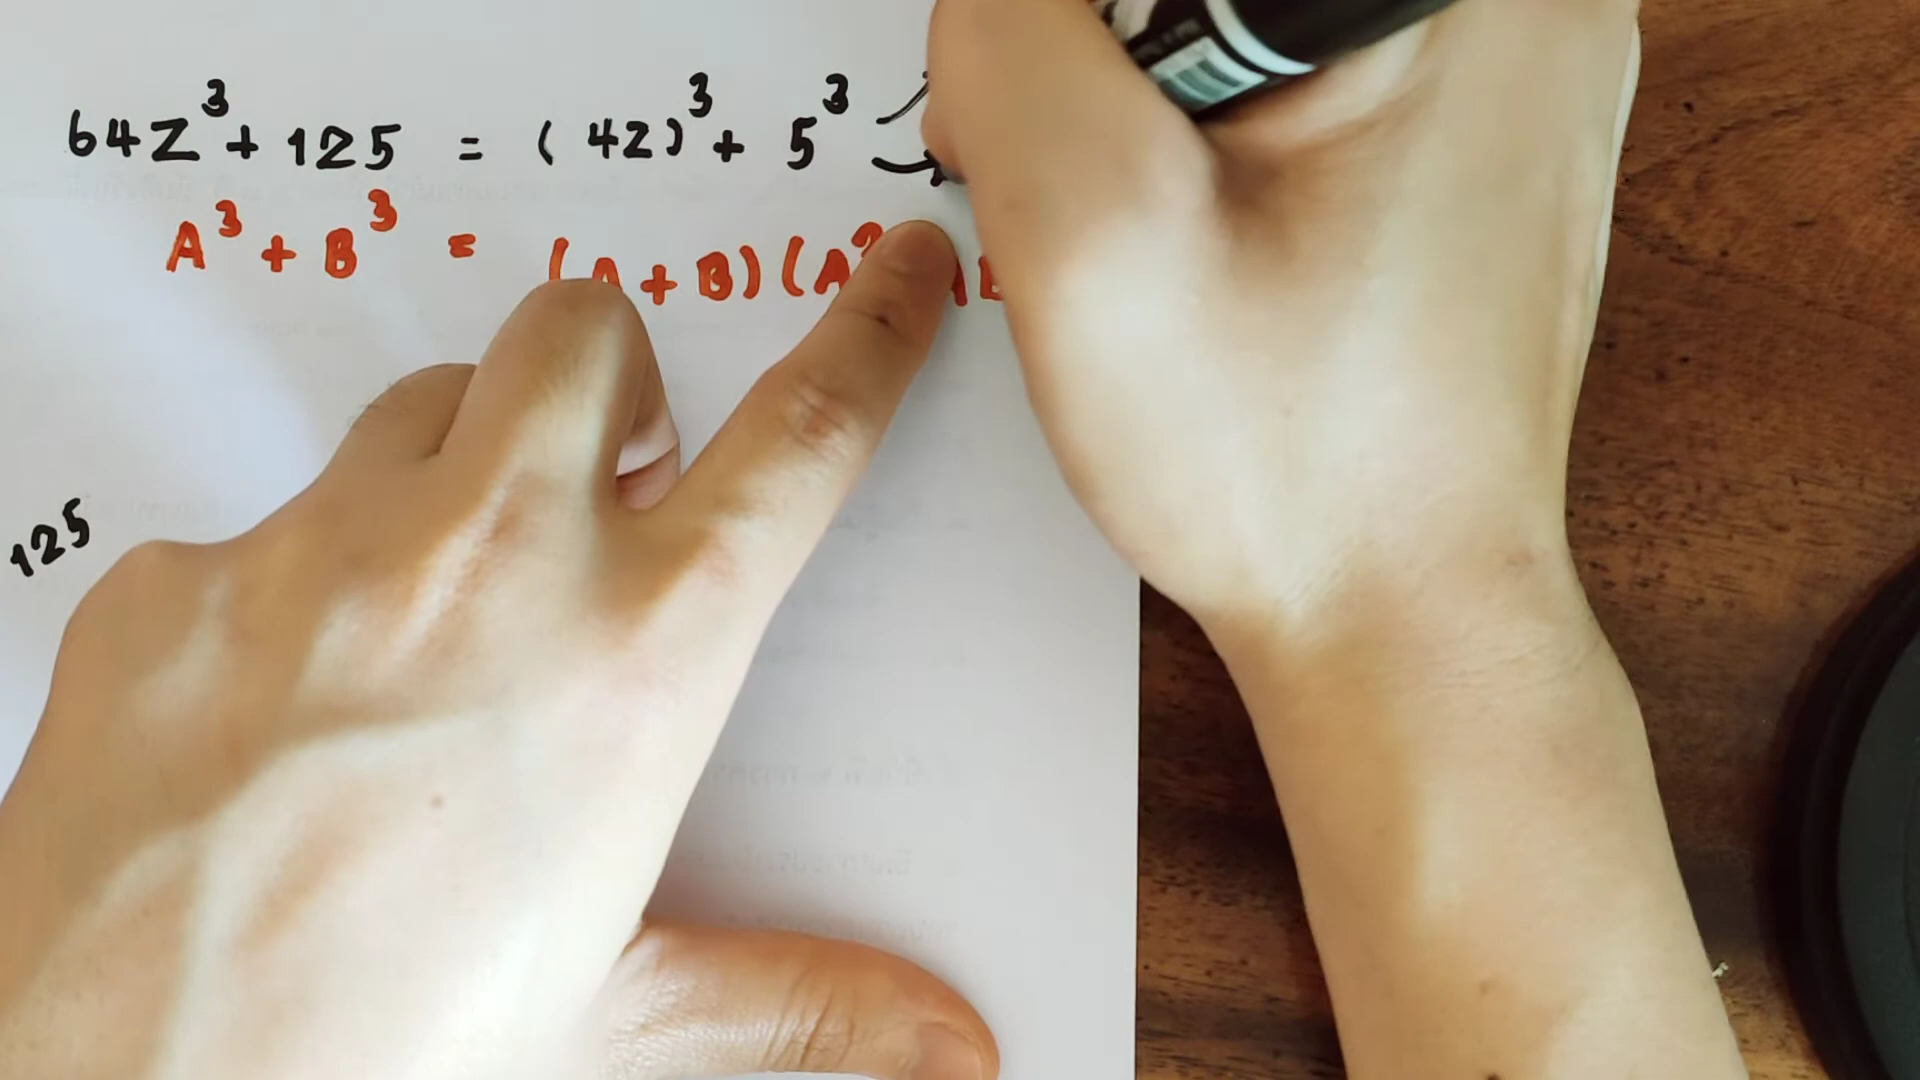 64Z³ + 125 = (4Z)³ + 5³
A³ + B³ = (A + B)(A²
125